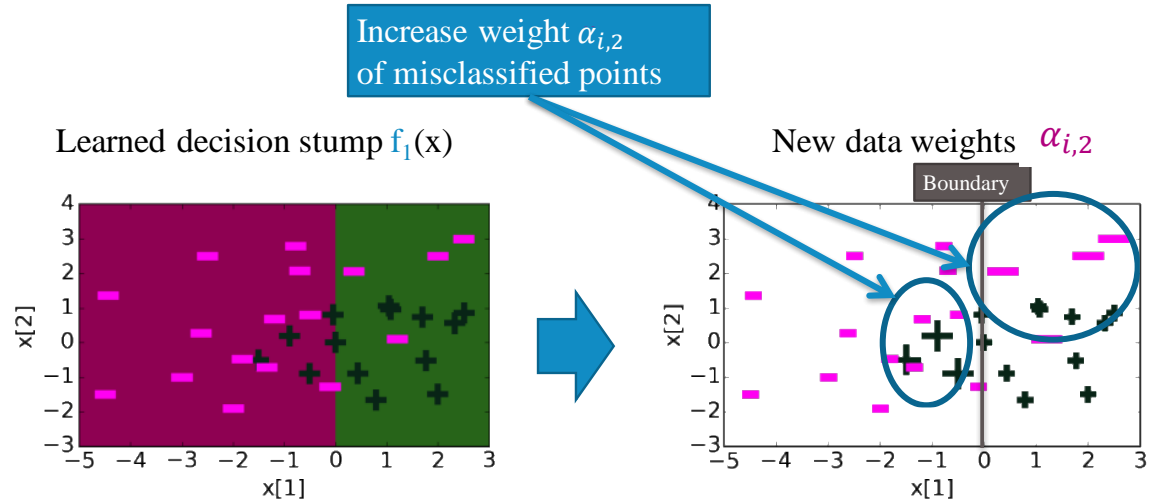 Increase weight α_{i,2}
of misclassified points
Learned decision stump f₁(x)
New data weights α_{i,2}
Boundary
4
3
2
1
0
−1
−2
−3
x[2]
−5 −4 −3 −2 −1 0 1 2 3
x[1]
4
3
2
1
0
−1
−2
−3
x[2]
−5 −4 −3 −2 −1 0 1 2 3
x[1]